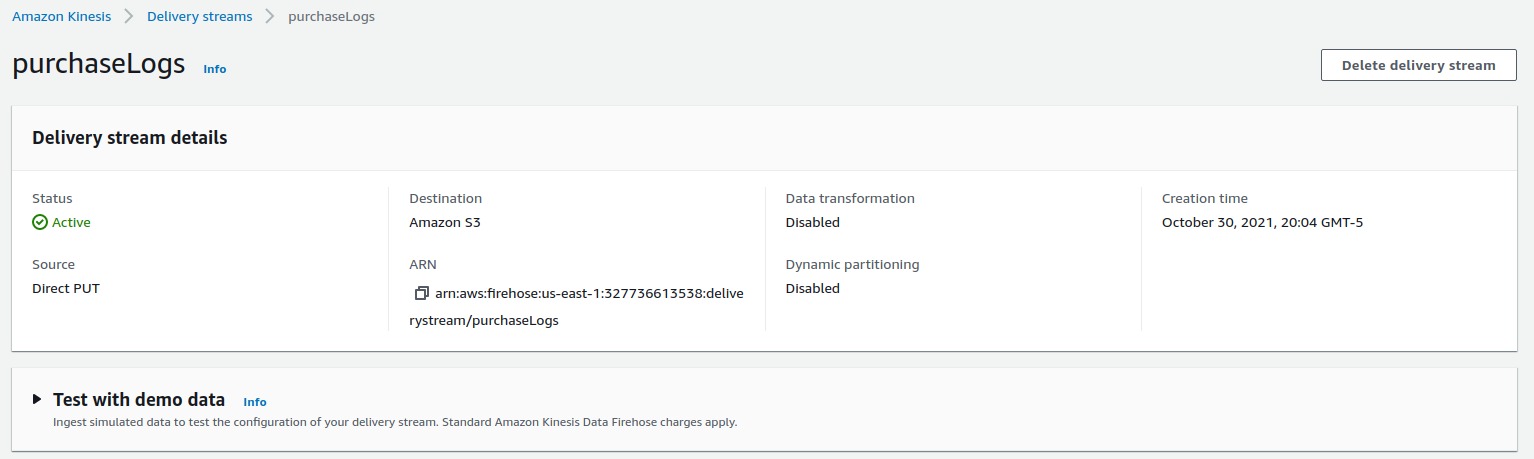 Amazon Kinesis > Delivery streams > purchaseLogs
purchaseLogs Info
Delete delivery stream
Delivery stream details
Status
Active
Source
Direct PUT
Destination
Amazon S3
ARN
arn:aws:firehose:us-east-1:327736613538:delive
rystream/purchaseLogs
Data transformation
Disabled
Dynamic partitioning
Disabled
Creation time
October 30, 2021, 20:04 GMT-5
Test with demo data Info
Ingest simulated data to test the configuration of your delivery stream. Standard Amazon Kinesis Data Firehose charges apply.